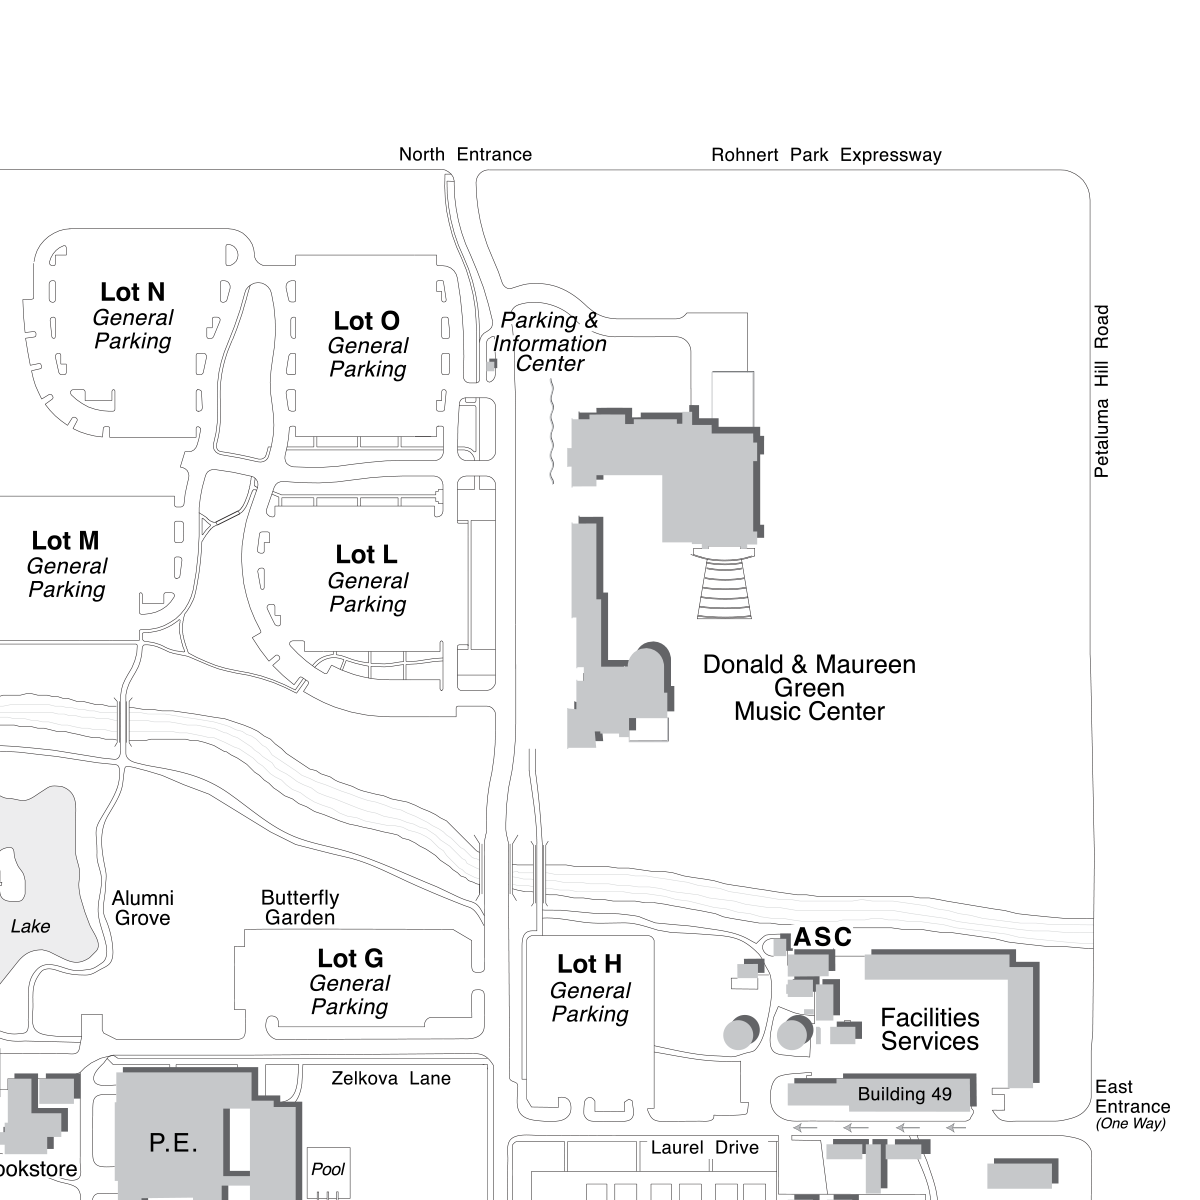 North Entrance
Rohnert Park Expressway
Petaluma Hill Road
Lot N
General
Parking
Lot O
General
Parking
Parking &
Information
Center
Lot M
General
Parking
Lot L
General
Parking
Donald & Maureen
Green
Music Center
Alumni
Grove
Butterfly
Garden
Lake
Lot G
General
Parking
Lot H
General
Parking
ASC
Facilities
Services
Zelkova Lane
Building 49
East
Entrance
(One Way)
P.E.
Laurel Drive
ookstore
Pool